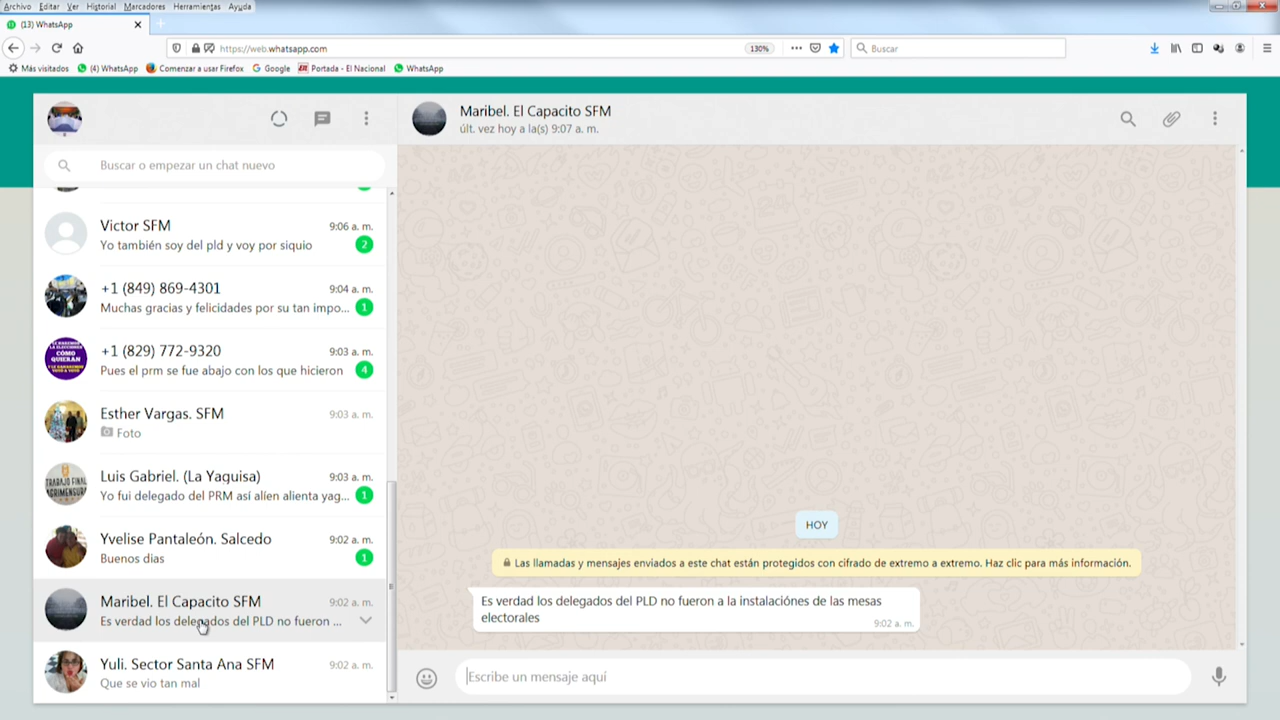 Archivo Editar Ver Historial Marcadores Herramientas Ayuda
(13) WhatsApp
https://web.whatsapp.com
130%
Buscar
Más visitados (4) WhatsApp Comenzar a usar Firefox Google Portada - El Nacional WhatsApp
Buscar o empezar un chat nuevo
Victor SFM 9:06 a. m.
Yo también soy del pld y voy por siquio 2
+1 (849) 869-4301 9:04 a. m.
Muchas gracias y felicidades por su tan impo... 1
+1 (829) 772-9320 9:03 a. m.
Pues el prm se fue abajo con los que hicieron 4
CÓMO
QUIERAN
Esther Vargas. SFM 9:03 a. m.
Foto
Luis Gabriel. (La Yaguisa) 9:03 a. m.
Yo fui delegado del PRM así alíen alienta yag... 1
TRABAJO FINAL
AGRIMENSURA
Yvelise Pantaleón. Salcedo 9:02 a. m.
Buenos dias 1
Maribel. El Capacito SFM 9:02 a. m.
Es verdad los delegados del PLD no fueron ...
Yuli. Sector Santa Ana SFM 9:02 a. m.
Que se vio tan mal
Maribel. El Capacito SFM
últ. vez hoy a la(s) 9:07 a. m.
HOY
Las llamadas y mensajes enviados a este chat están protegidos con cifrado de extremo a extremo. Haz clic para más información.
Es verdad los delegados del PLD no fueron a la instalaciónes de las mesas
electorales
9:02 a. m.
Escribe un mensaje aquí